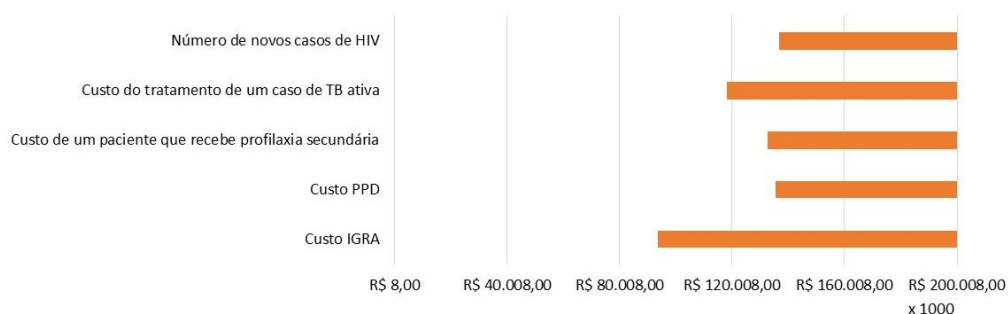 Número de novos casos de HIV
Custo do tratamento de um caso de TB ativa
Custo de um paciente que recebe profilaxia secundária
Custo PPD
Custo IGRA
R$ 8,00 R$ 40.008,00 R$ 80.008,00 R$ 120.008,00 R$ 160.008,00 R$ 200.008,00
x 1000